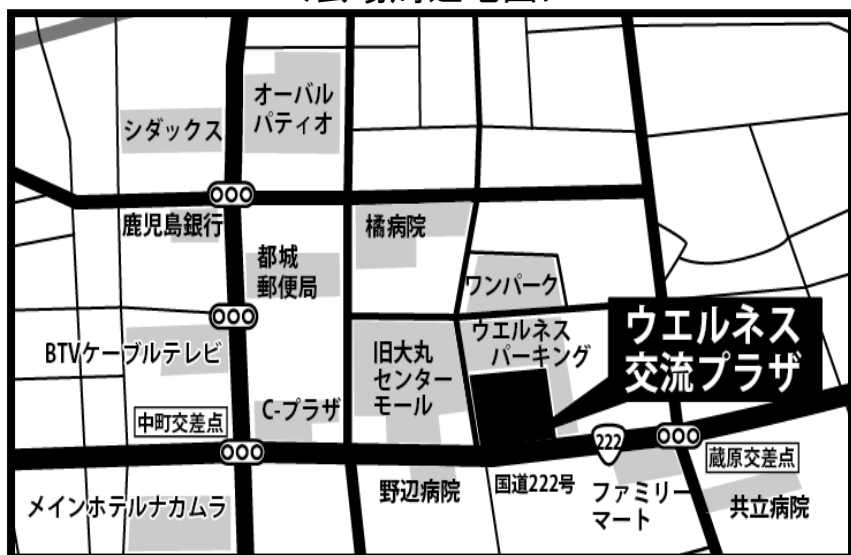 オーバル
パティオ
シダックス
鹿児島銀行
橘病院
都城
郵便局
ワンパーク
ウエルネス
パーキング
ウエルネス
交流プラザ
BTVケーブルテレビ
旧大丸
センター
モール
C-プラザ
中町交差点
222
蔵原交差点
メインホテルナカムラ
野辺病院
国道222号
ファミリー
マート
共立病院